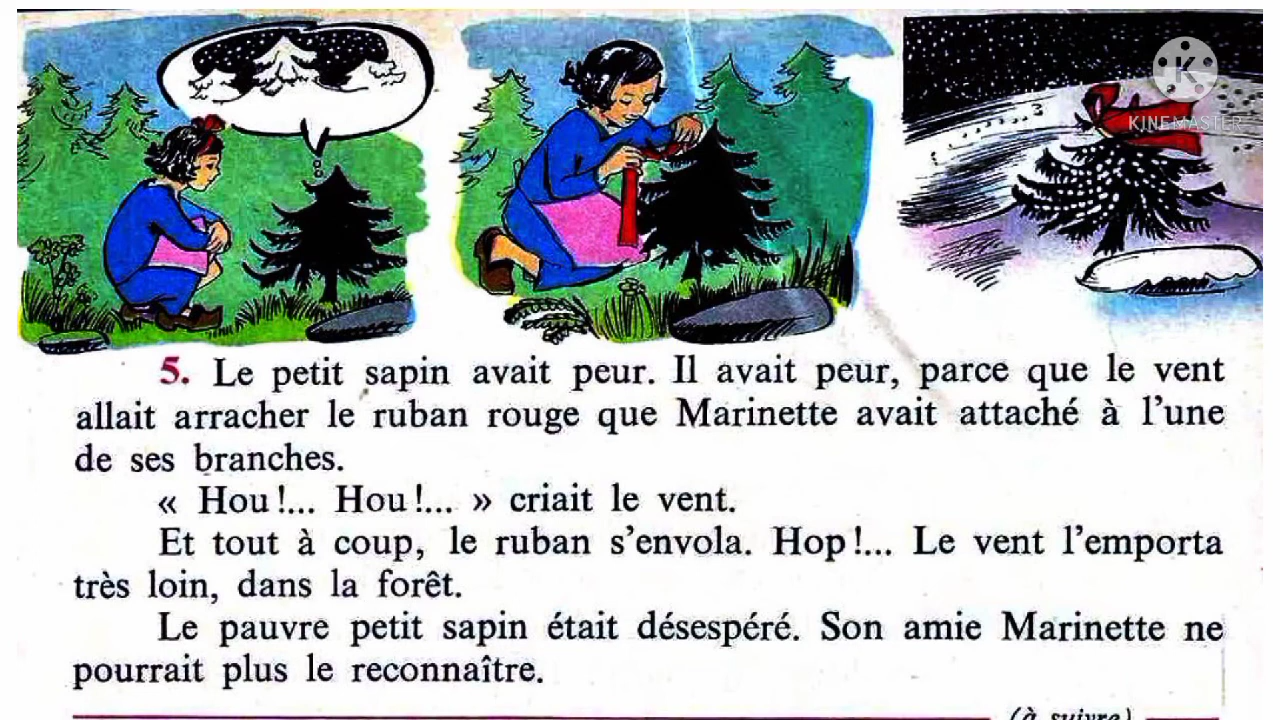 KINEMASTER
5. Le petit sapin avait peur. Il avait peur, parce que le vent
allait arracher le ruban rouge que Marinette avait attaché à l'une
de ses branches.
« Hou !... Hou !... » criait le vent.
Et tout à coup, le ruban s'envola. Hop !... Le vent l'emporta
très loin, dans la forêt.
Le pauvre petit sapin était désespéré. Son amie Marinette ne
pourrait plus le reconnaître.
(à suivre)